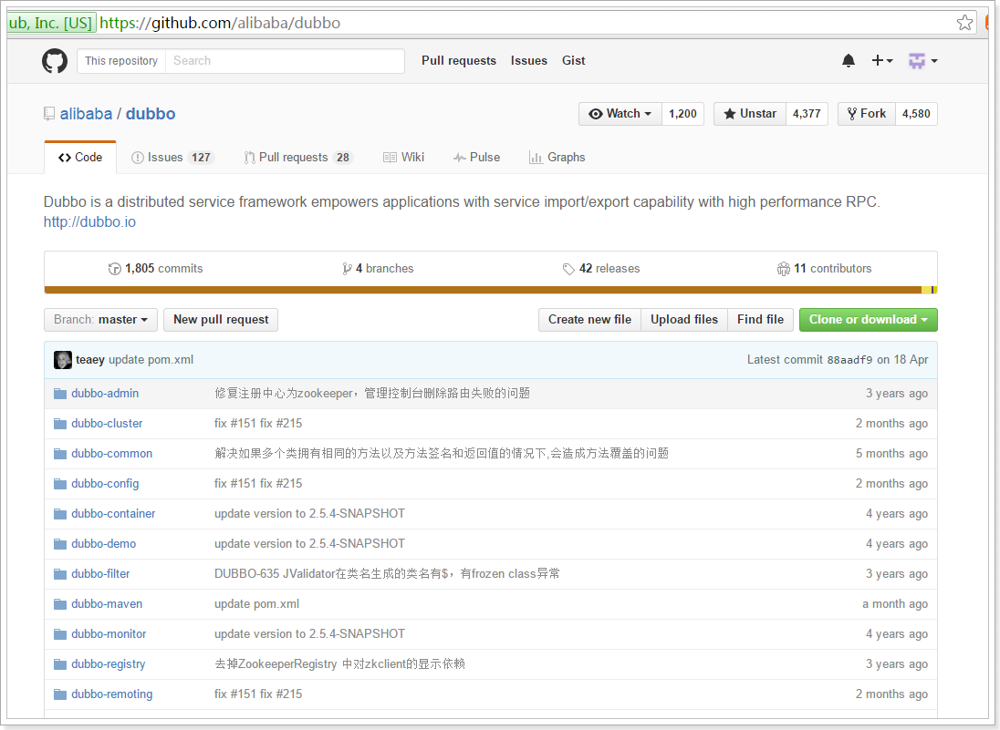 ub, Inc. [US] https://github.com/alibaba/dubbo
This repository Search Pull requests Issues Gist
alibaba / dubbo Watch 1,200 Unstar 4,377 Fork 4,580
Code Issues 127 Pull requests 28 Wiki Pulse Graphs
Dubbo is a distributed service framework empowers applications with service import/export capability with high performance RPC.
http://dubbo.io
1,805 commits 4 branches 42 releases 11 contributors
Branch: master New pull request Create new file Upload files Find file Clone or download
teaey update pom.xml Latest commit 88aadf9 on 18 Apr
dubbo-admin 修复注册中心为zookeeper，管理控制台删除路由失败的问题 3 years ago
dubbo-cluster fix #151 fix #215 2 months ago
dubbo-common 解决如果多个类拥有相同的方法以及方法签名和返回值的情况下,会造成方法覆盖的问题 5 months ago
dubbo-config fix #151 fix #215 2 months ago
dubbo-container update version to 2.5.4-SNAPSHOT 4 years ago
dubbo-demo update version to 2.5.4-SNAPSHOT 4 years ago
dubbo-filter DUBBO-635 JValidator在类名生成的类名有$，有frozen class异常 3 years ago
dubbo-maven update pom.xml a month ago
dubbo-monitor update version to 2.5.4-SNAPSHOT 4 years ago
dubbo-registry 去掉ZookeeperRegistry 中对zkclient的显示依赖 3 years ago
dubbo-remoting fix #151 fix #215 2 months ago